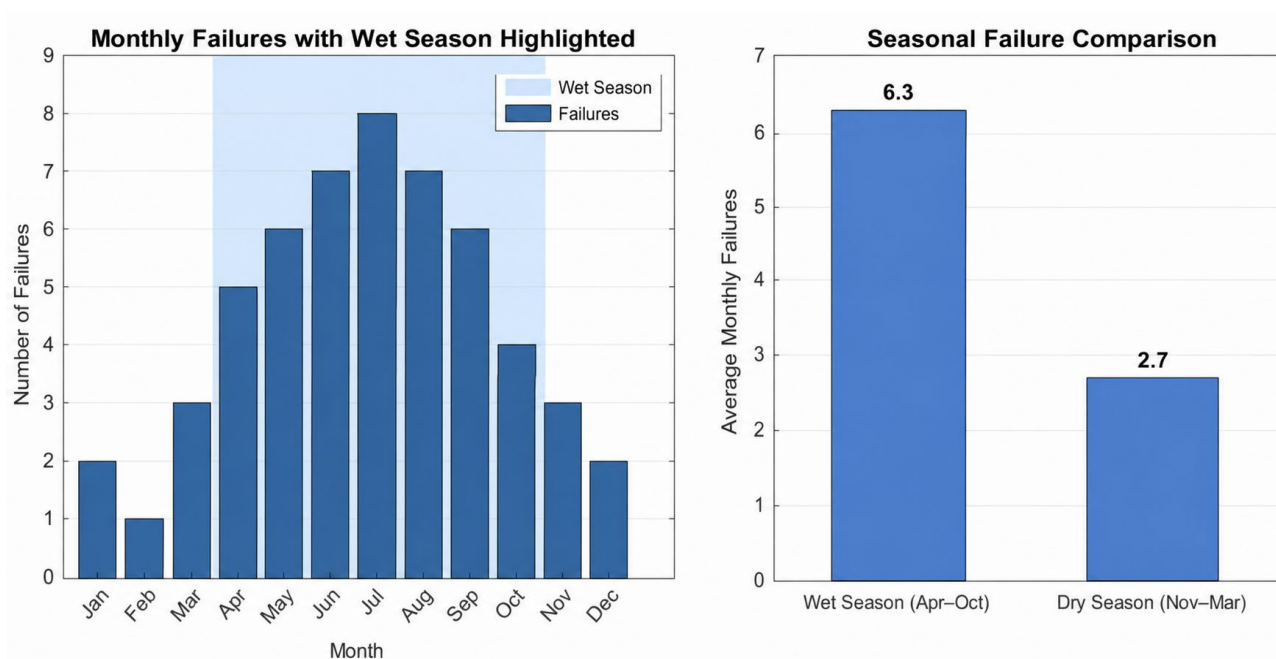 Monthly Failures with Wet Season Highlighted
Number of Failures
9
8
7
6
5
4
3
2
1
0
Wet Season
Failures
Jan Feb Mar Apr May Jun Jul Aug Sep Oct Nov Dec
Month
Seasonal Failure Comparison
Average Monthly Failures
7
6
5
4
3
2
1
0
6.3
2.7
Wet Season (Apr–Oct) Dry Season (Nov–Mar)